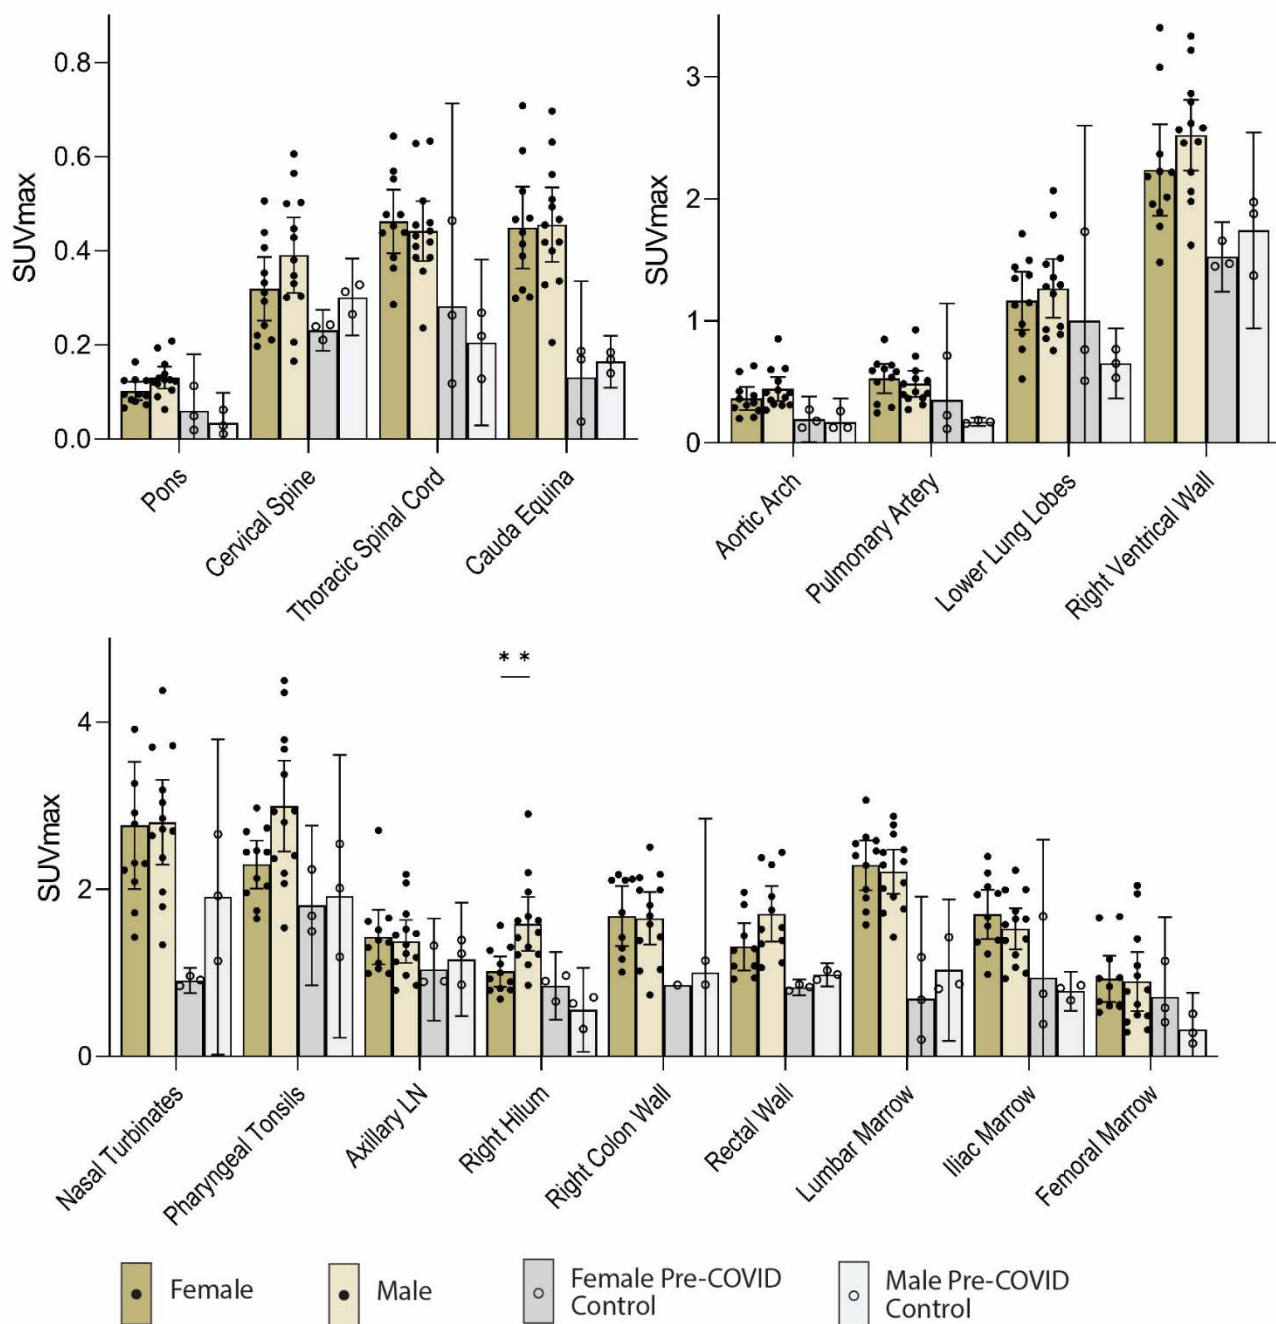 SUVmax
0.8
0.6
0.4
0.2
0.0
Pons
Cervical Spine
Thoracic Spinal Cord
Cauda Equina
SUVmax
3
2
1
0
Aortic Arch
Pulmonary Artery
Lower Lung Lobes
Right Ventrical Wall
SUVmax
4
2
0
* *
Nasal Turbinates
Pharyngeal Tonsils
Axillary LN
Right Hilum
Right Colon Wall
Rectal Wall
Lumbar Marrow
Iliac Marrow
Femoral Marrow
Female
Male
Female Pre-COVID
Control
Male Pre-COVID
Control